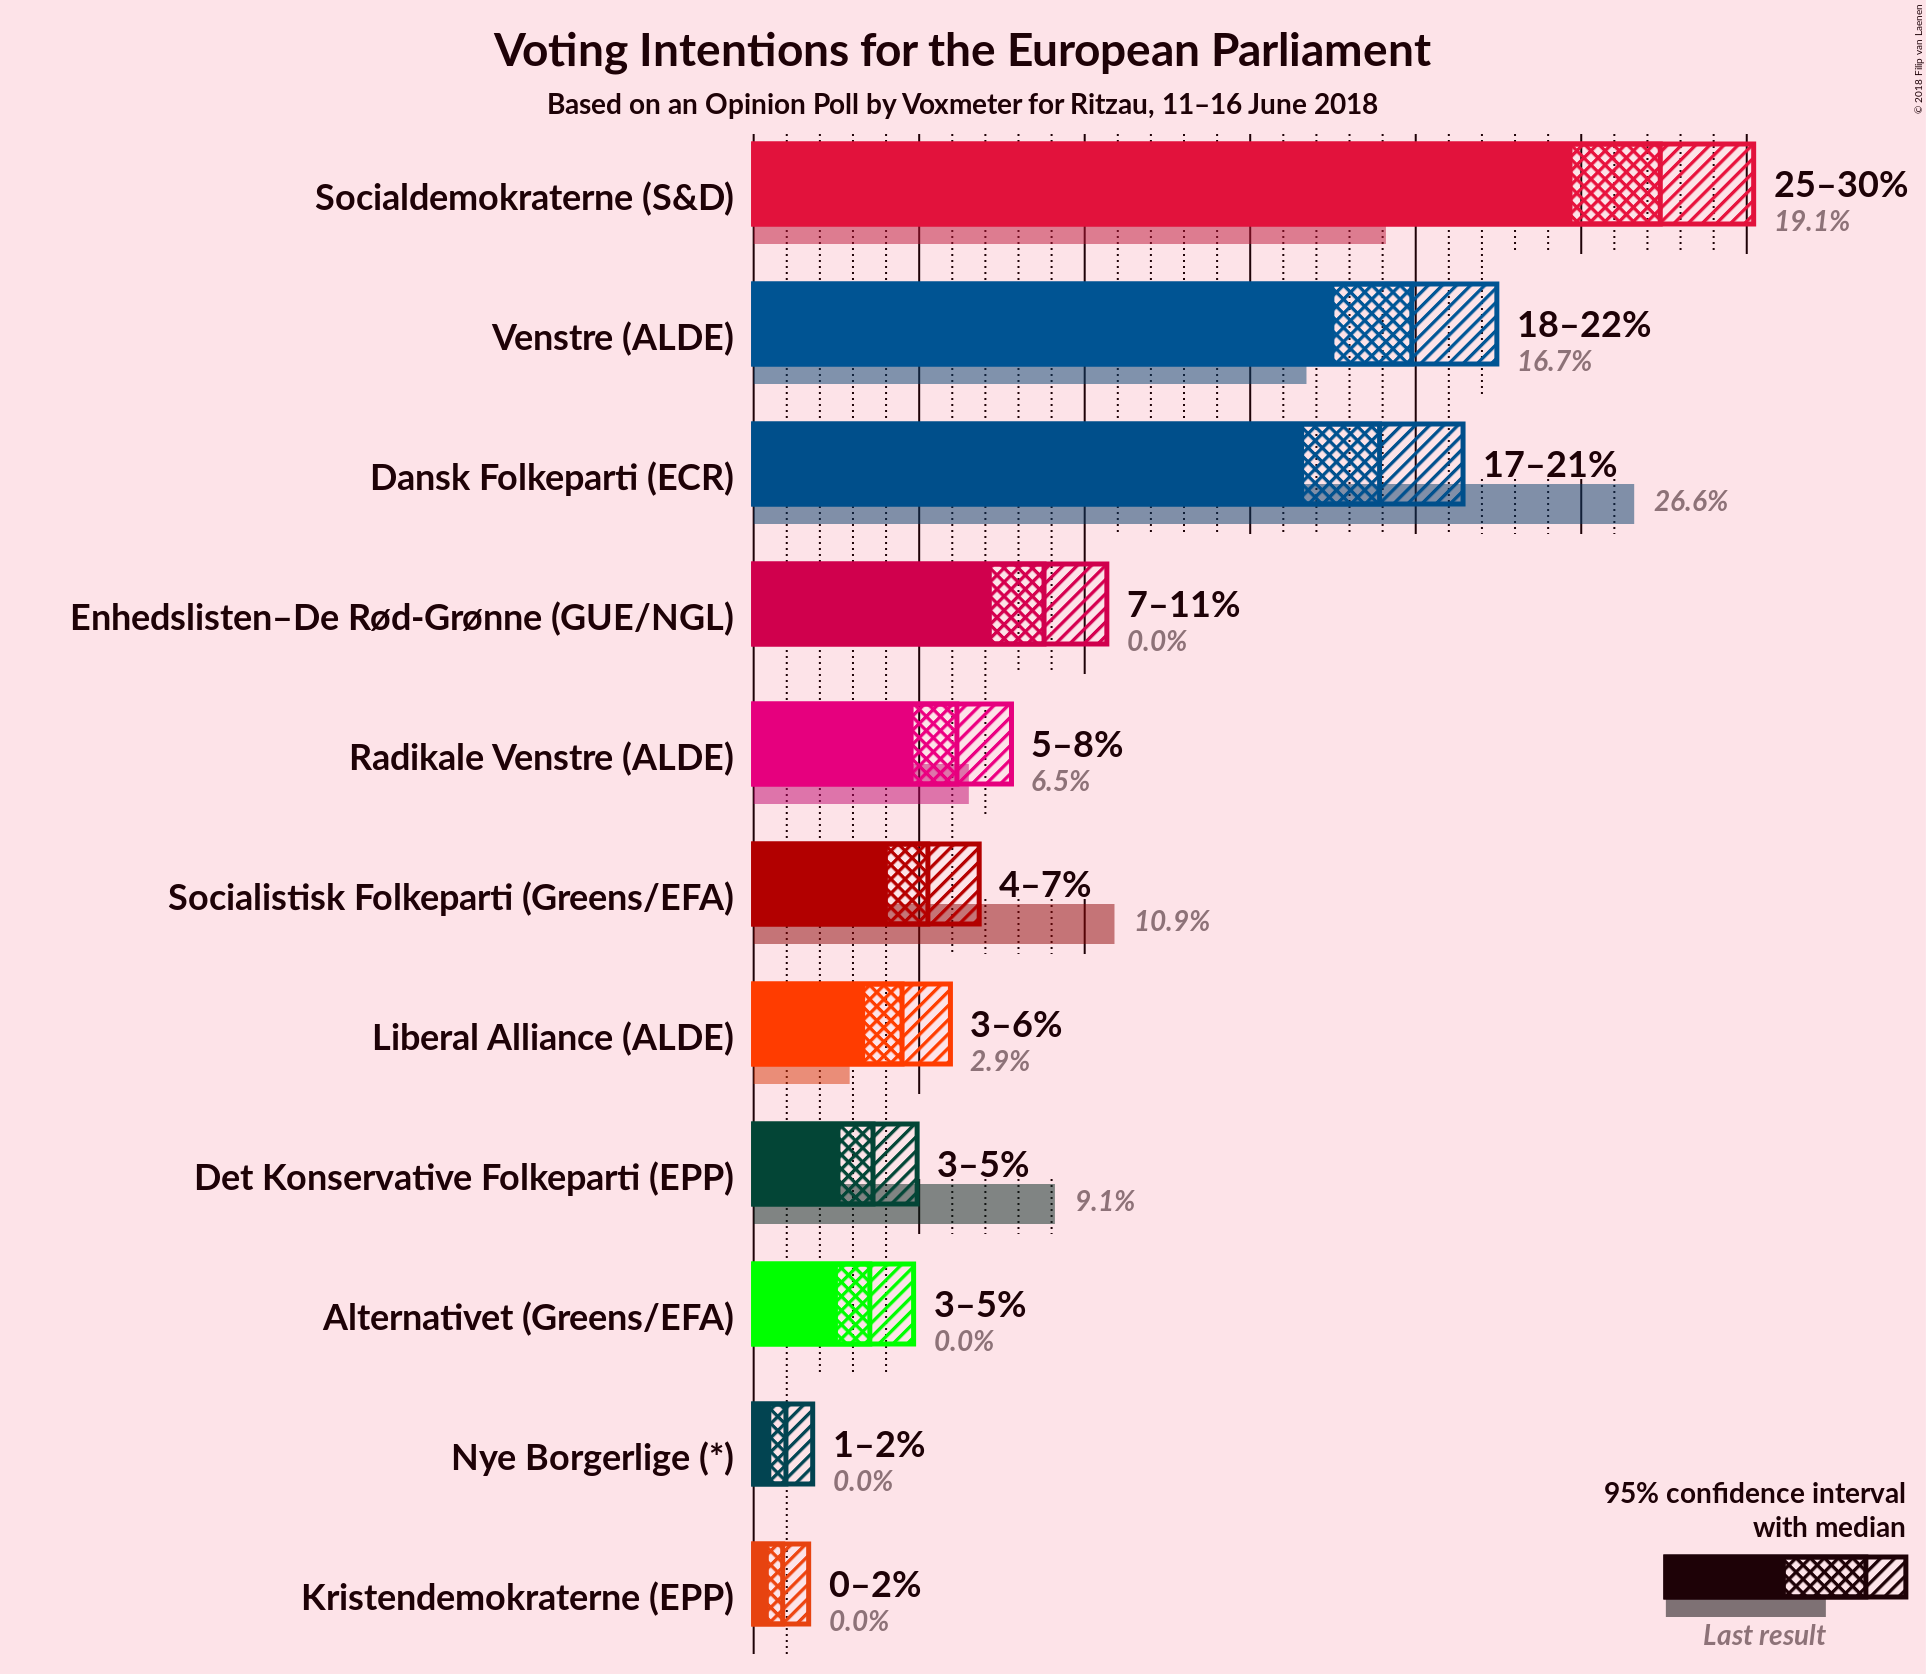 Voting Intentions for the European Parliament
Based on an Opinion Poll by Voxmeter for Ritzau, 11–16 June 2018
© 2018 Filip van Laenen
Socialdemokraterne (S&D)
25–30%
19.1%
Venstre (ALDE)
18–22%
16.7%
Dansk Folkeparti (ECR)
17–21%
26.6%
Enhedslisten–De Rød-Grønne (GUE/NGL)
7–11%
0.0%
Radikale Venstre (ALDE)
5–8%
6.5%
Socialistisk Folkeparti (Greens/EFA)
4–7%
10.9%
Liberal Alliance (ALDE)
3–6%
2.9%
Det Konservative Folkeparti (EPP)
3–5%
9.1%
Alternativet (Greens/EFA)
3–5%
0.0%
Nye Borgerlige (*)
1–2%
0.0%
Kristendemokraterne (EPP)
0–2%
0.0%
95% confidence interval
with median
Last result